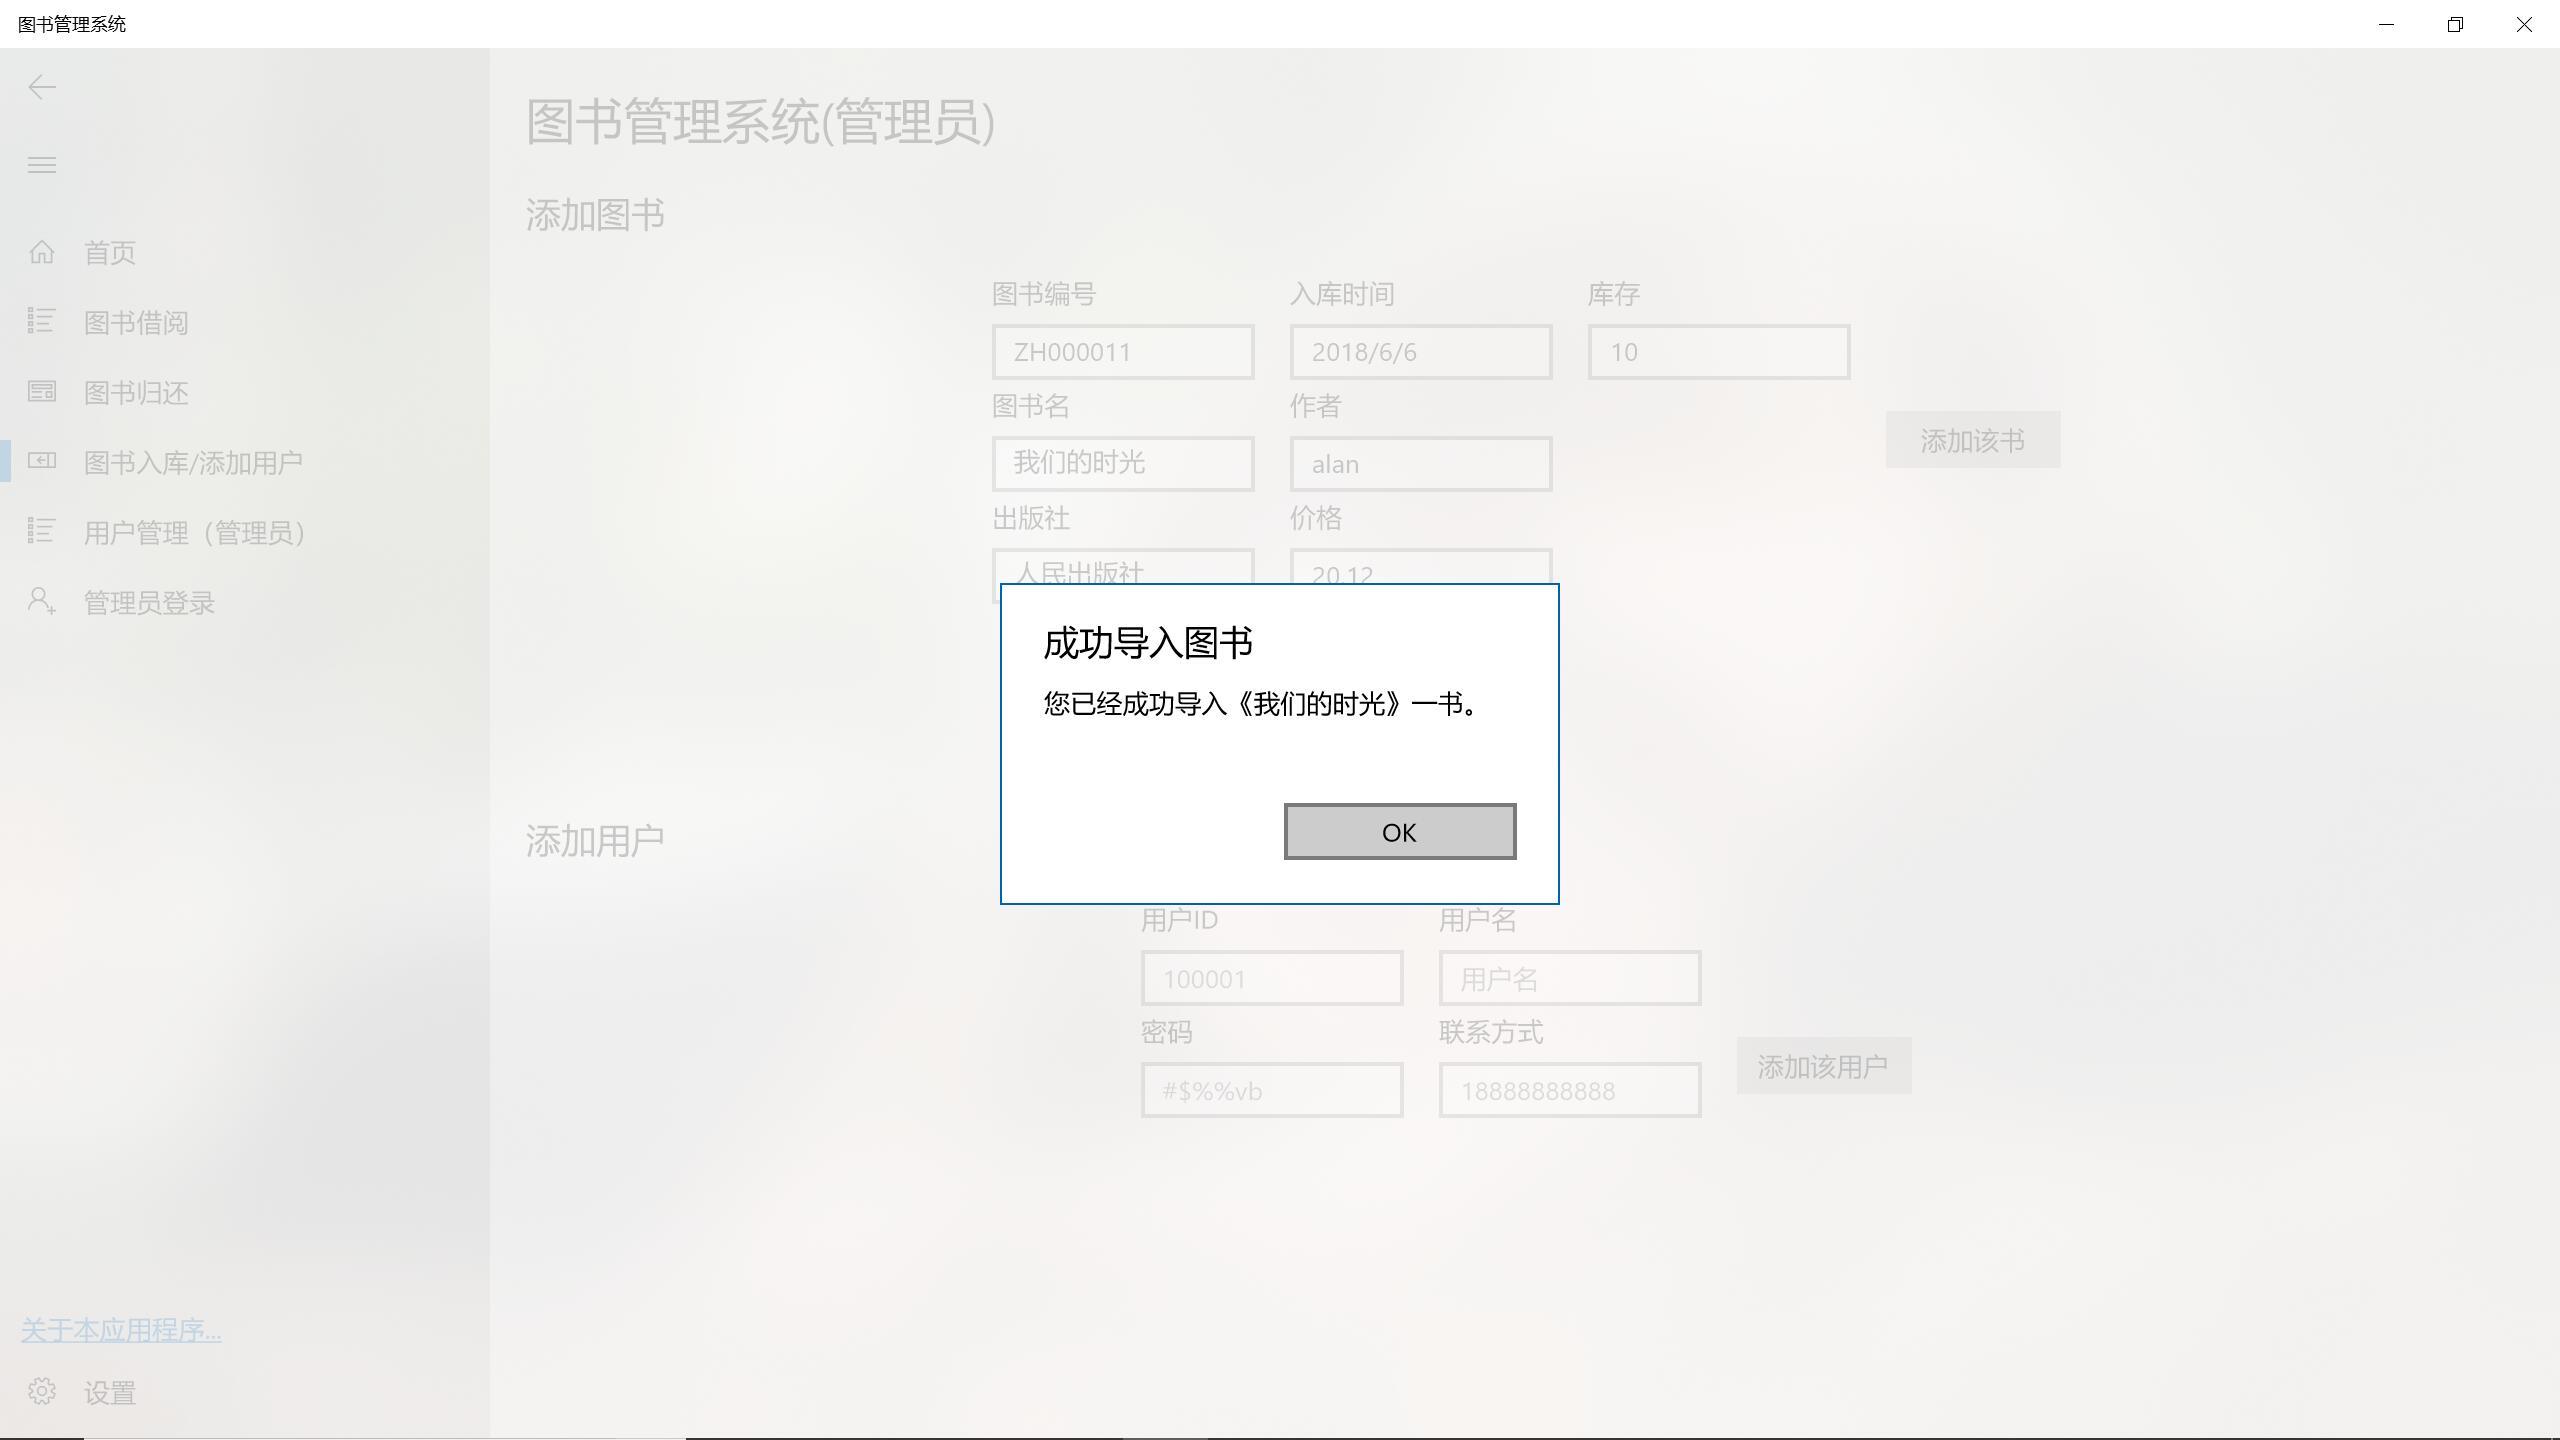 图书管理系统
首页
图书借阅
图书归还
图书入库/添加用户
用户管理（管理员）
管理员登录
关于本应用程序...
设置
图书管理系统(管理员)
添加图书
图书编号 入库时间 库存
ZH000011 2018/6/6 10
图书名 作者
我们的时光 alan
添加该书
出版社 价格
人民出版社 20.12
成功导入图书
您已经成功导入《我们的时光》一书。
OK
添加用户
用户ID 用户名
100001 用户名
密码 联系方式
#$%%vb 18888888888
添加该用户